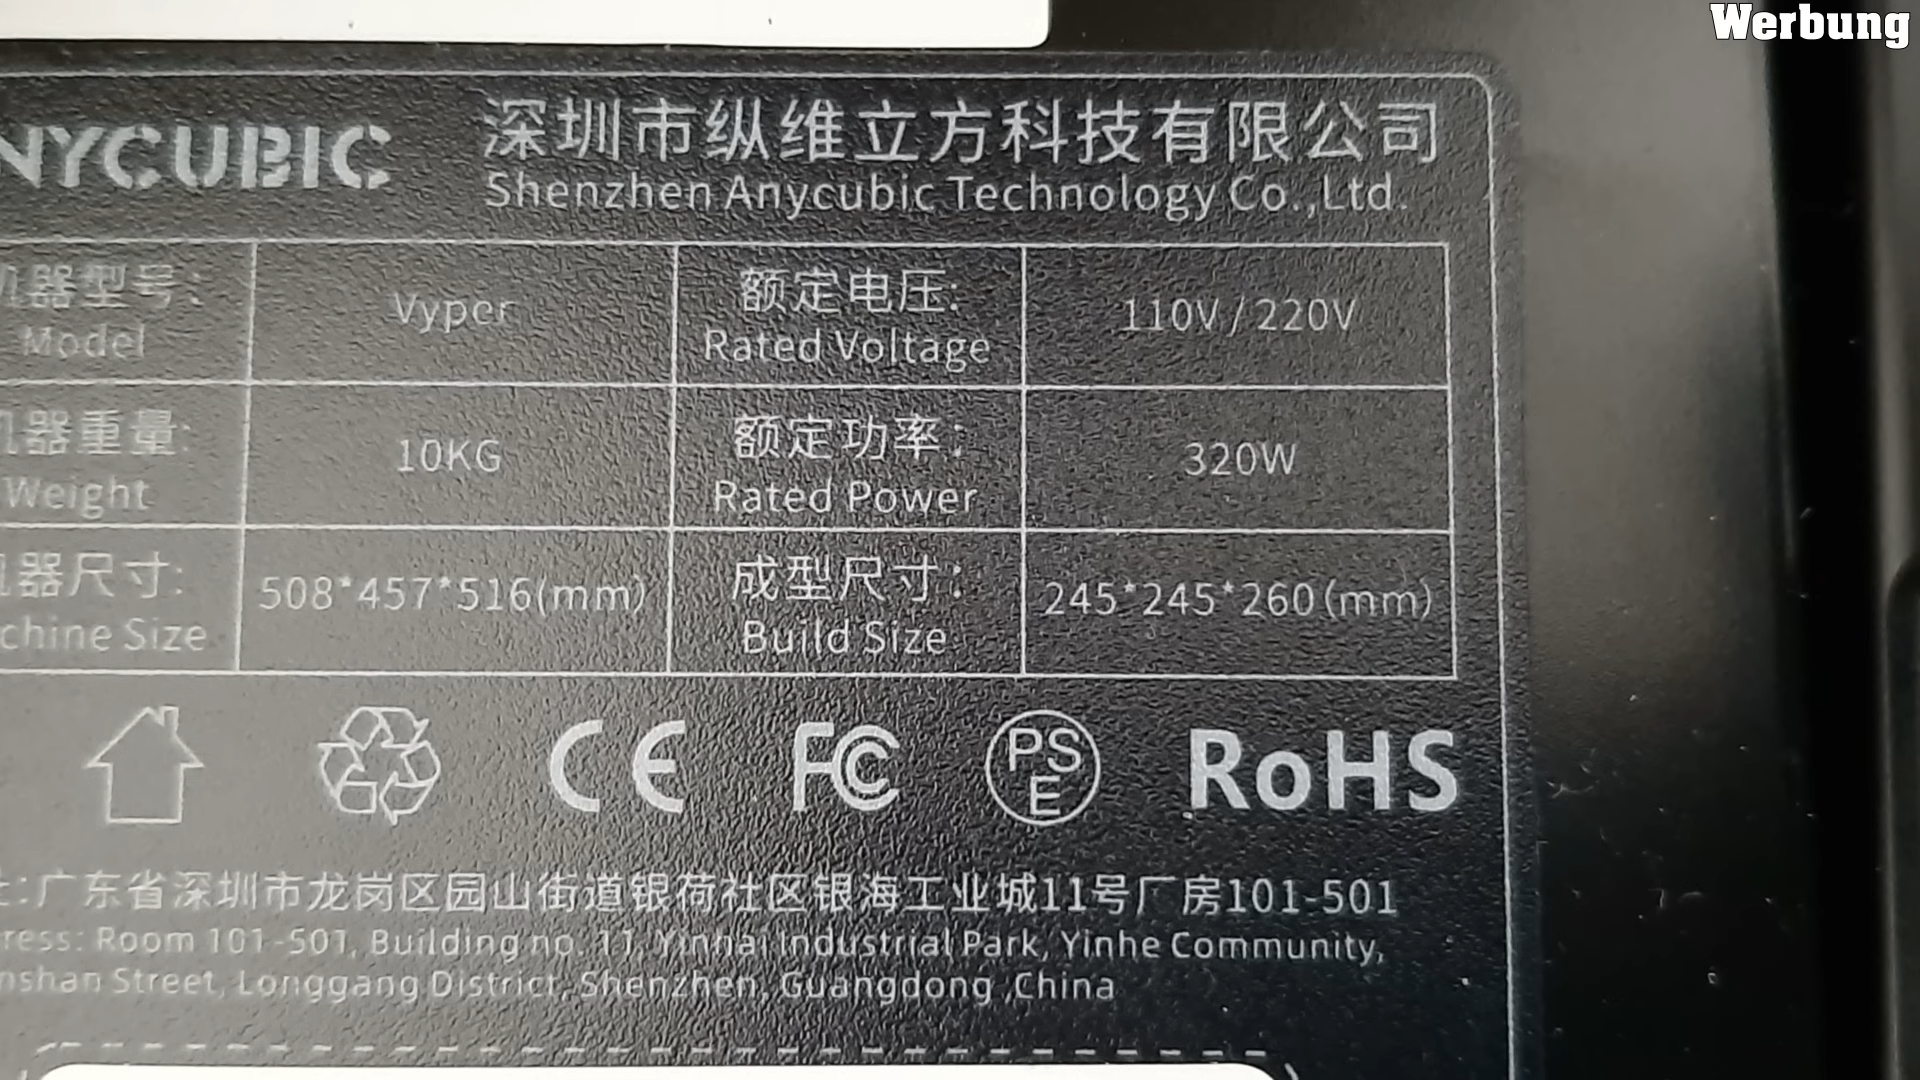 Werbung
NYCUBIC
深圳市纵维立方科技有限公司
Shenzhen Anycubic Technology Co.,Ltd.
机器型号:
Model
Vyper
额定电压:
Rated Voltage
110V / 220V
机器重量:
Weight
10KG
额定功率:
Rated Power
320W
器尺寸:
chine Size
508*457*516(mm)
成型尺寸:
Build Size
245*245*260(mm)
CE
FC
PSE
RoHS
:广东省深圳市龙岗区园山街道银荷社区银海工业城11号厂房101-501
ress: Room 101-501, Building no. 11, Yinhai Industrial Park, Yinhe Community,
nshan Street, Longgang District, Shenzhen, Guangdong ,China